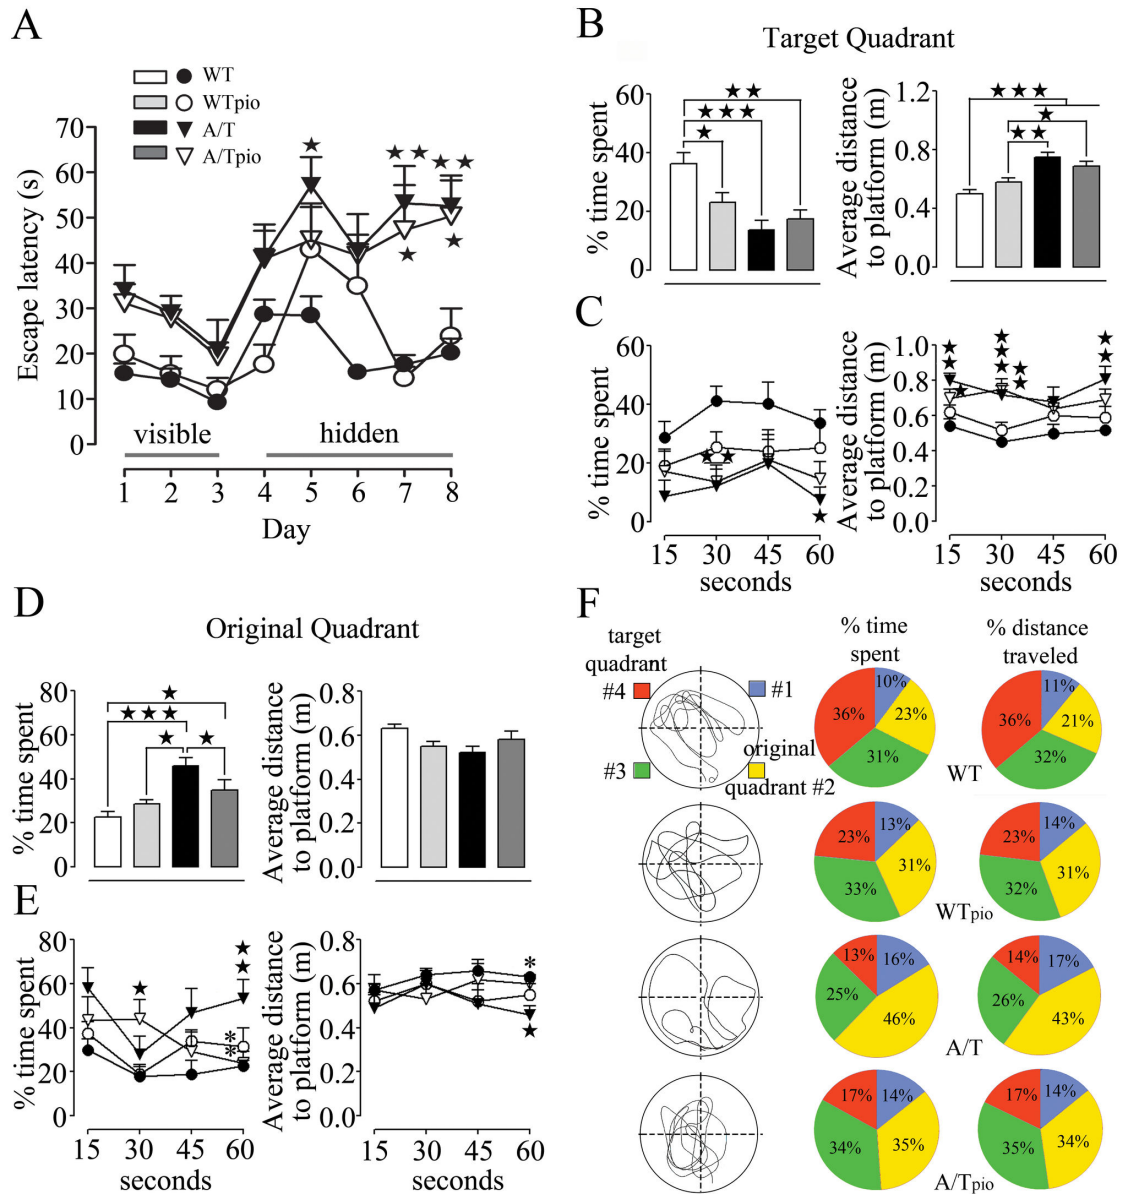 A
WT
WTpio
A/T
A/Tpio
Escape latency (s)
70
60
50
40
30
20
10
0
★
★★
★★
★
★
visible
hidden
1 2 3 4 5 6 7 8
Day
B
Target Quadrant
% time spent
60
40
20
0
★★
★★★
★
Average distance
to platform (m)
1.2
0.8
0.4
0.0
★★★
★
★★
C
% time spent
60
40
20
0
★★
★
15 30 45 60
seconds
Average distance
to platform (m)
1.0
0.8
0.6
0.4
0.2
0.0
★★
★
★★★
★★
★★
15 30 45 60
seconds
D
Original Quadrant
% time spent
80
60
40
20
0
★
★★★
★
★
Average distance
to platform (m)
0.8
0.6
0.4
0.2
0.0
E
% time spent
80
60
40
20
0
★
★★
**
15 30 45 60
seconds
Average distance
to platform (m)
0.8
0.6
0.4
0.2
0.0
*
★
15 30 45 60
seconds
F
target
quadrant
#4
#1
#3
original
quadrant #2
% time
spent
% distance
traveled
10%
23%
31%
36%
11%
21%
32%
36%
WT
13%
31%
33%
23%
14%
31%
32%
23%
WTpio
16%
46%
25%
13%
17%
43%
26%
14%
A/T
14%
35%
34%
17%
14%
34%
35%
17%
A/Tpio